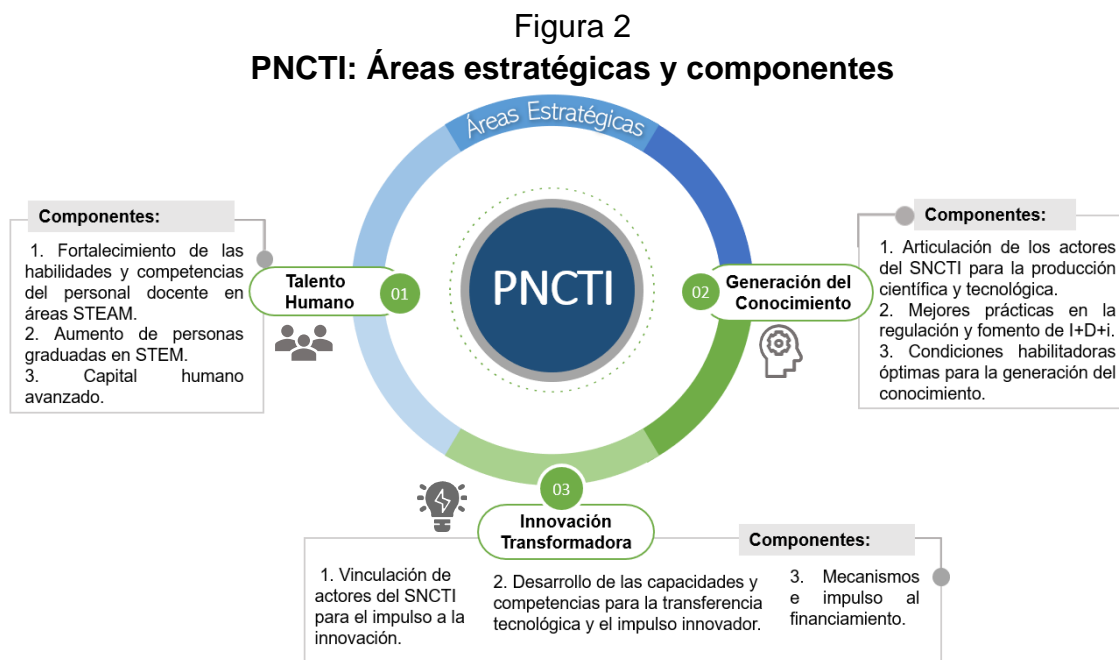 Figura 2
PNCTI: Áreas estratégicas y componentes
Áreas Estratégicas
PNCTI
Componentes:
1. Fortalecimiento de las
habilidades y competencias
del personal docente en
áreas STEAM.
2. Aumento de personas
graduadas en STEM.
3. Capital humano
avanzado.
Talento
Humano
01
02
Generación del
Conocimiento
Componentes:
1. Articulación de los actores
del SNCTI para la producción
científica y tecnológica.
2. Mejores prácticas en la
regulación y fomento de I+D+i.
3. Condiciones habilitadoras
óptimas para la generación del
conocimiento.
03
Innovación
Transformadora
Componentes:
1. Vinculación de
actores del SNCTI
para el impulso a la
innovación.
2. Desarrollo de las capacidades y
competencias para la transferencia
tecnológica y el impulso innovador.
3. Mecanismos
e impulso al
financiamiento.